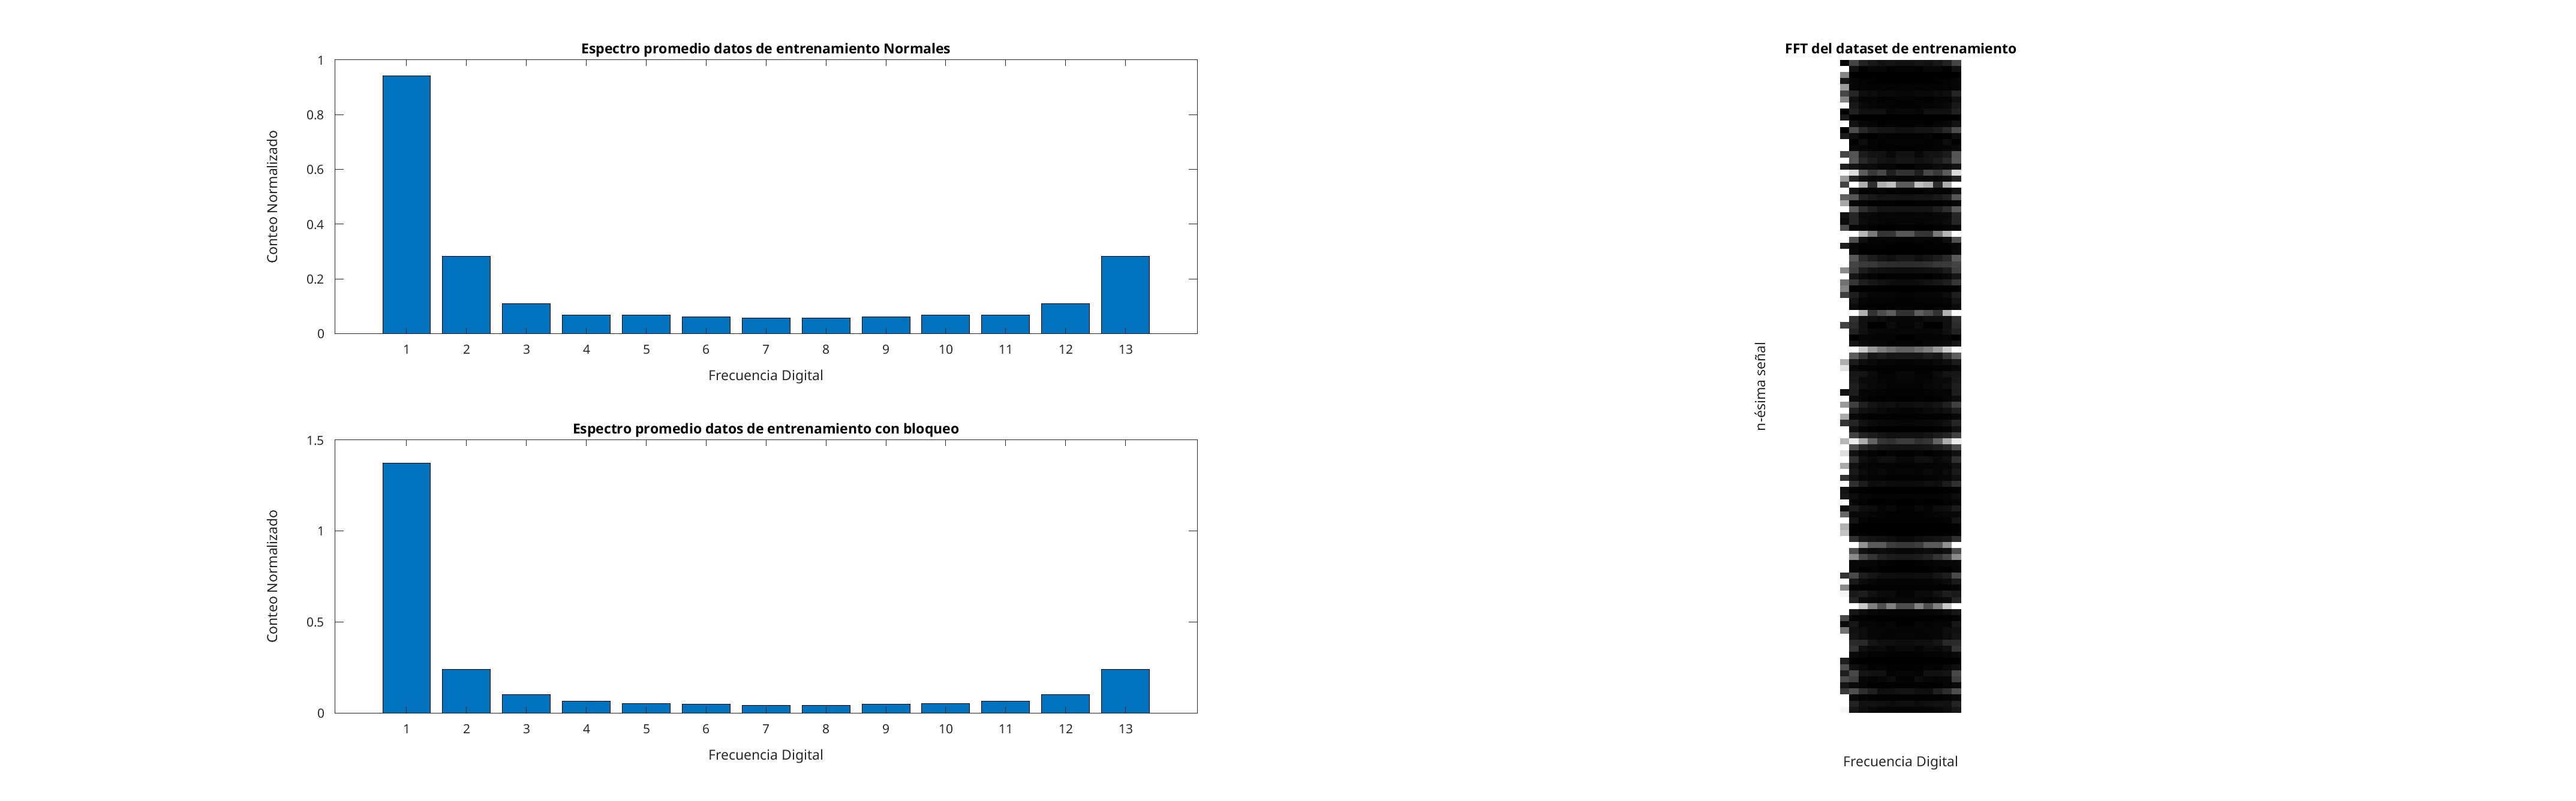 Espectro promedio datos de entrenamiento Normales
1
0.8
0.6
0.4
0.2
0
Conteo Normalizado
1 2 3 4 5 6 7 8 9 10 11 12 13
Frecuencia Digital
Espectro promedio datos de entrenamiento con bloqueo
1.5
1
0.5
0
Conteo Normalizado
1 2 3 4 5 6 7 8 9 10 11 12 13
Frecuencia Digital
FFT del dataset de entrenamiento
n-ésima señal
Frecuencia Digital